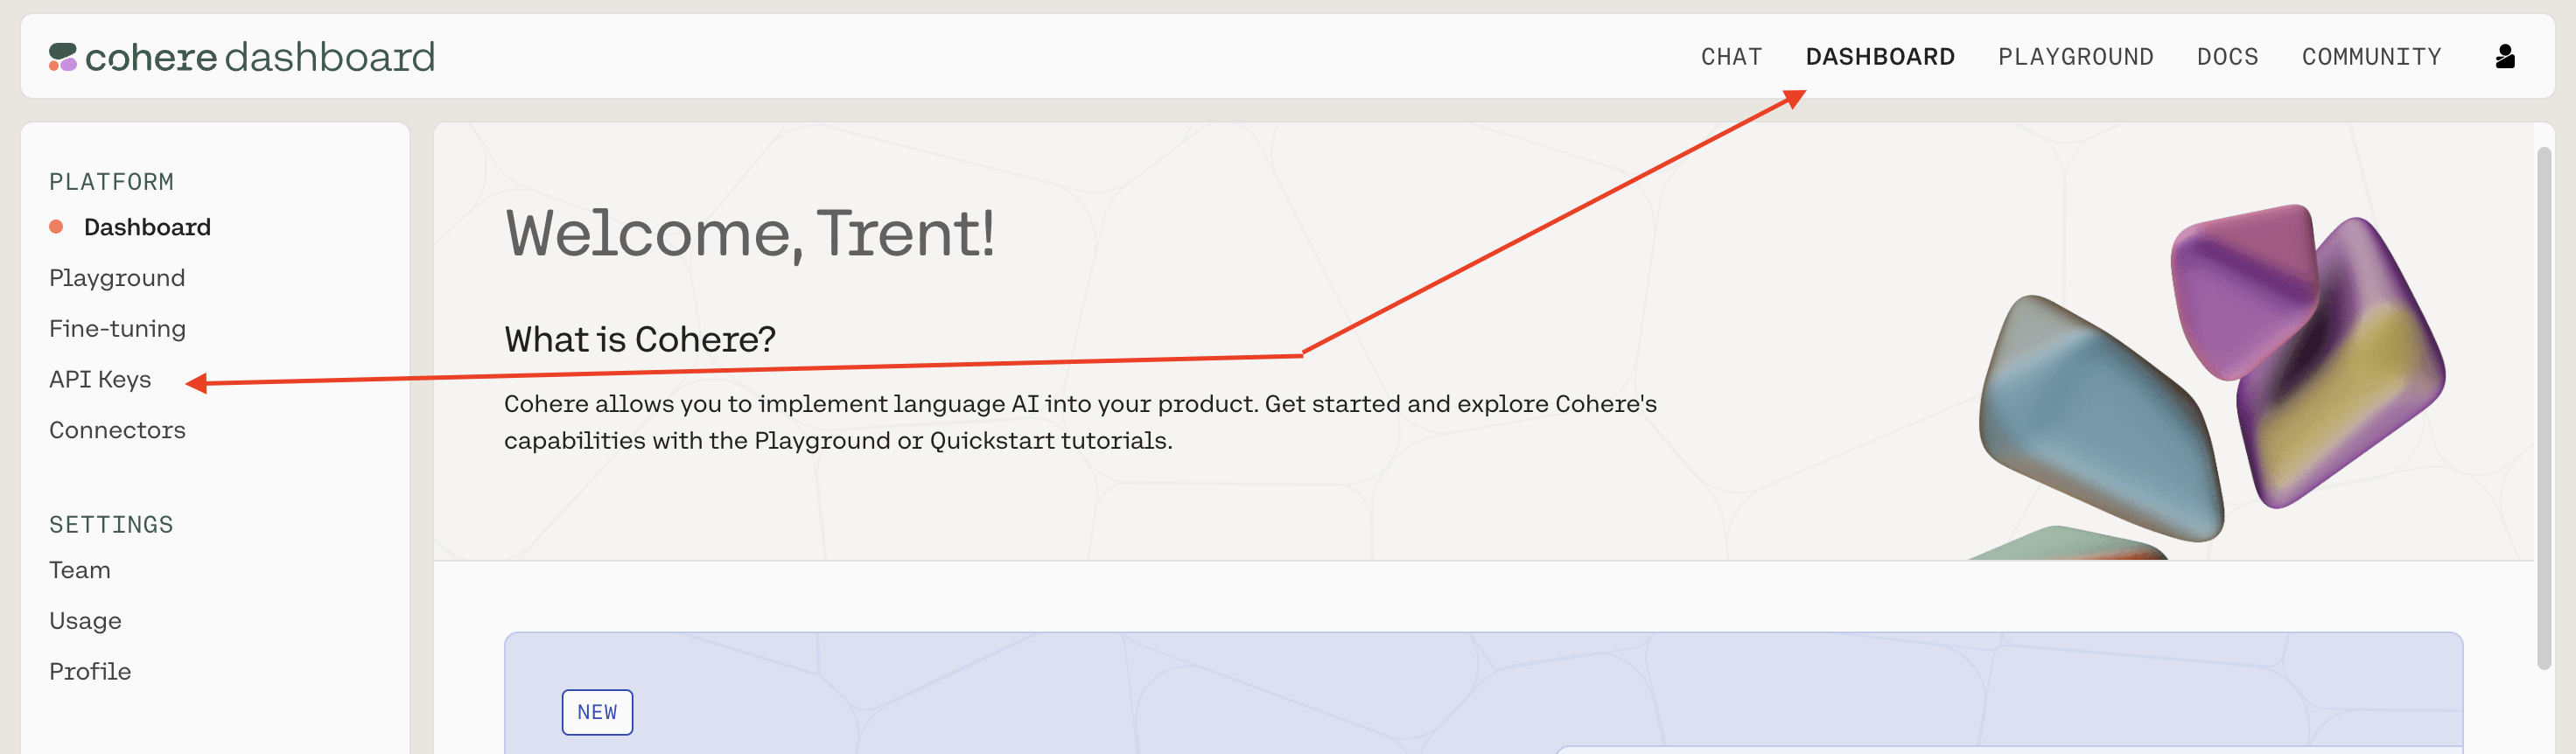 cohere dashboard
CHAT DASHBOARD PLAYGROUND DOCS COMMUNITY
PLATFORM
Dashboard
Playground
Fine-tuning
API Keys
Connectors
SETTINGS
Team
Usage
Profile
Welcome, Trent!
What is Cohere?
Cohere allows you to implement language AI into your product. Get started and explore Cohere's
capabilities with the Playground or Quickstart tutorials.
NEW